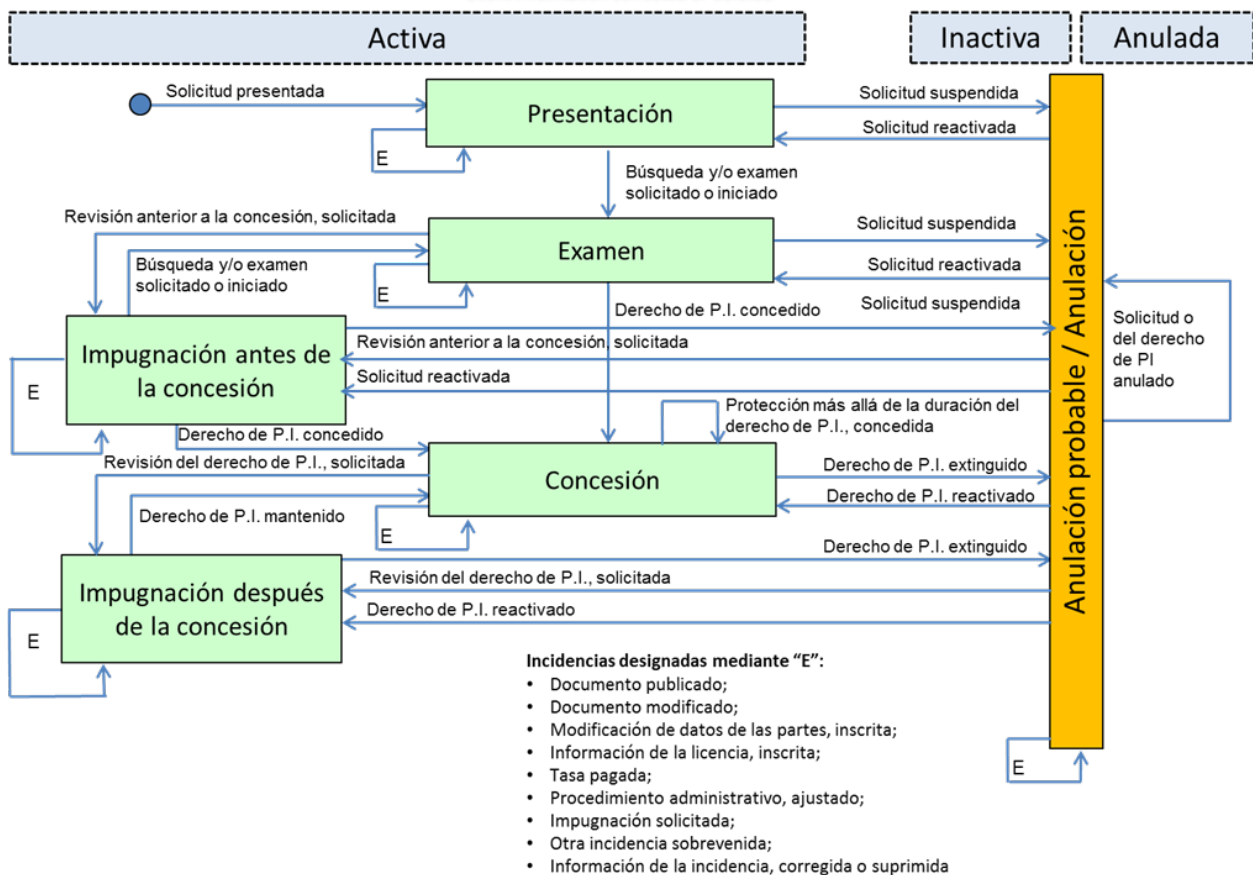 Activa
Inactiva
Anulada
Solicitud presentada
Presentación
Solicitud suspendida
Solicitud reactivada
E
Búsqueda y/o examen
solicitado o iniciado
Revisión anterior a la concesión, solicitada
Examen
Solicitud suspendida
Solicitud reactivada
Búsqueda y/o examen
solicitado o iniciado
E
Derecho de P.I. concedido
Solicitud suspendida
Impugnación antes de
la concesión
Revisión anterior a la concesión, solicitada
Solicitud reactivada
E
Solicitud o
del derecho
de PI
anulado
Anulación probable / Anulación
Protección más allá de la duración del
derecho de P.I., concedida
Derecho de P.I. concedido
Revisión del derecho de P.I., solicitada
Concesión
Derecho de P.I. extinguido
Derecho de P.I. reactivado
Derecho de P.I. mantenido
E
Derecho de P.I. extinguido
Impugnación después
de la concesión
Revisión del derecho de P.I., solicitada
Derecho de P.I. reactivado
E
Incidencias designadas mediante “E”:
• Documento publicado;
• Documento modificado;
• Modificación de datos de las partes, inscrita;
• Información de la licencia, inscrita;
• Tasa pagada;
• Procedimiento administrativo, ajustado;
• Impugnación solicitada;
• Otra incidencia sobrevenida;
• Información de la incidencia, corregida o suprimida
E